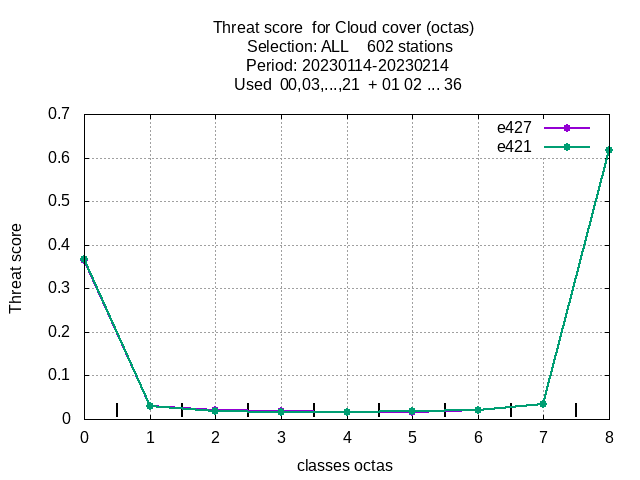 Threat score  for Cloud cover (octas)
Selection: ALL    602 stations
Period: 20230114-20230214
Used  00,03,...,21  + 01 02 ... 36
e427
e421
Threat score
0.7
0.6
0.5
0.4
0.3
0.2
0.1
0
0 1 2 3 4 5 6 7 8
classes octas